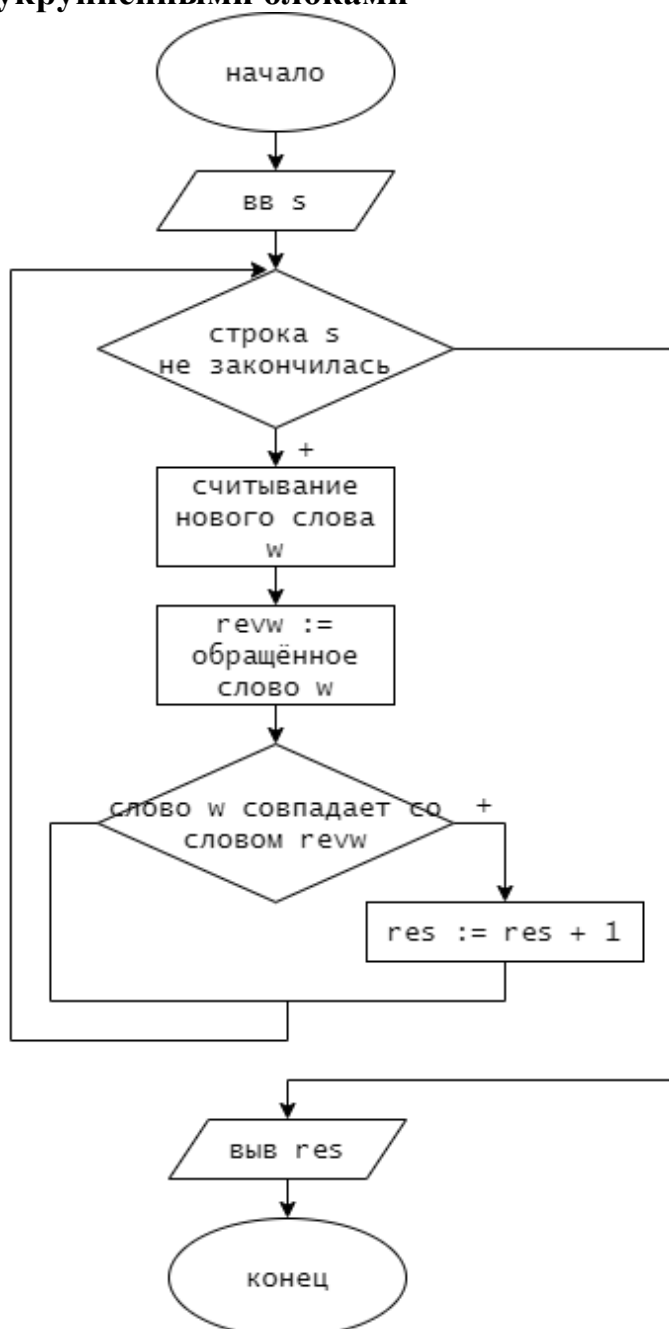 укрупнёнными блоками
начало
вв s
строка s
не закончилась
+
считывание
нового слова
w
revw :=
обращённое
слово w
слово w совпадает со
словом revw
+
res := res + 1
выв res
конец